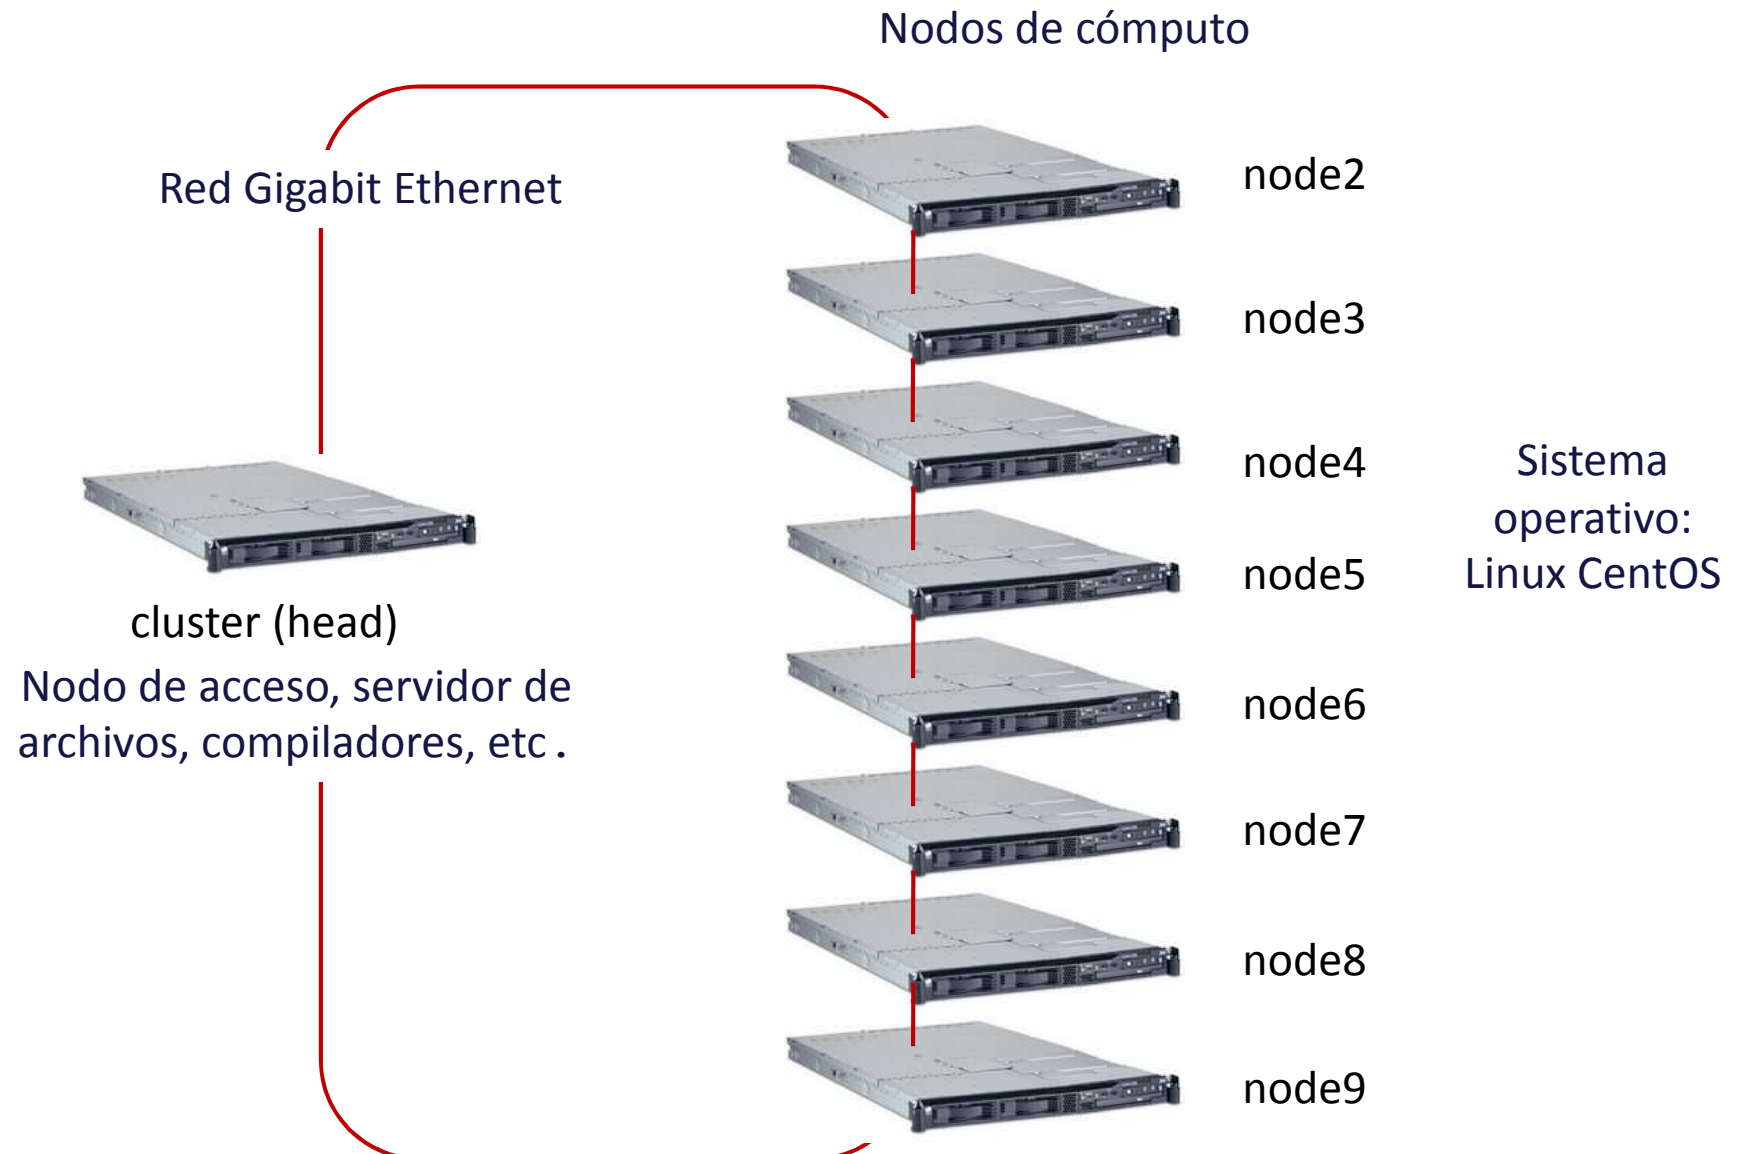 Nodos de cómputo
Red Gigabit Ethernet
node2
node3
node4
node5
node6
node7
node8
node9
Sistema
operativo:
Linux CentOS
cluster (head)
Nodo de acceso, servidor de
archivos, compiladores, etc .